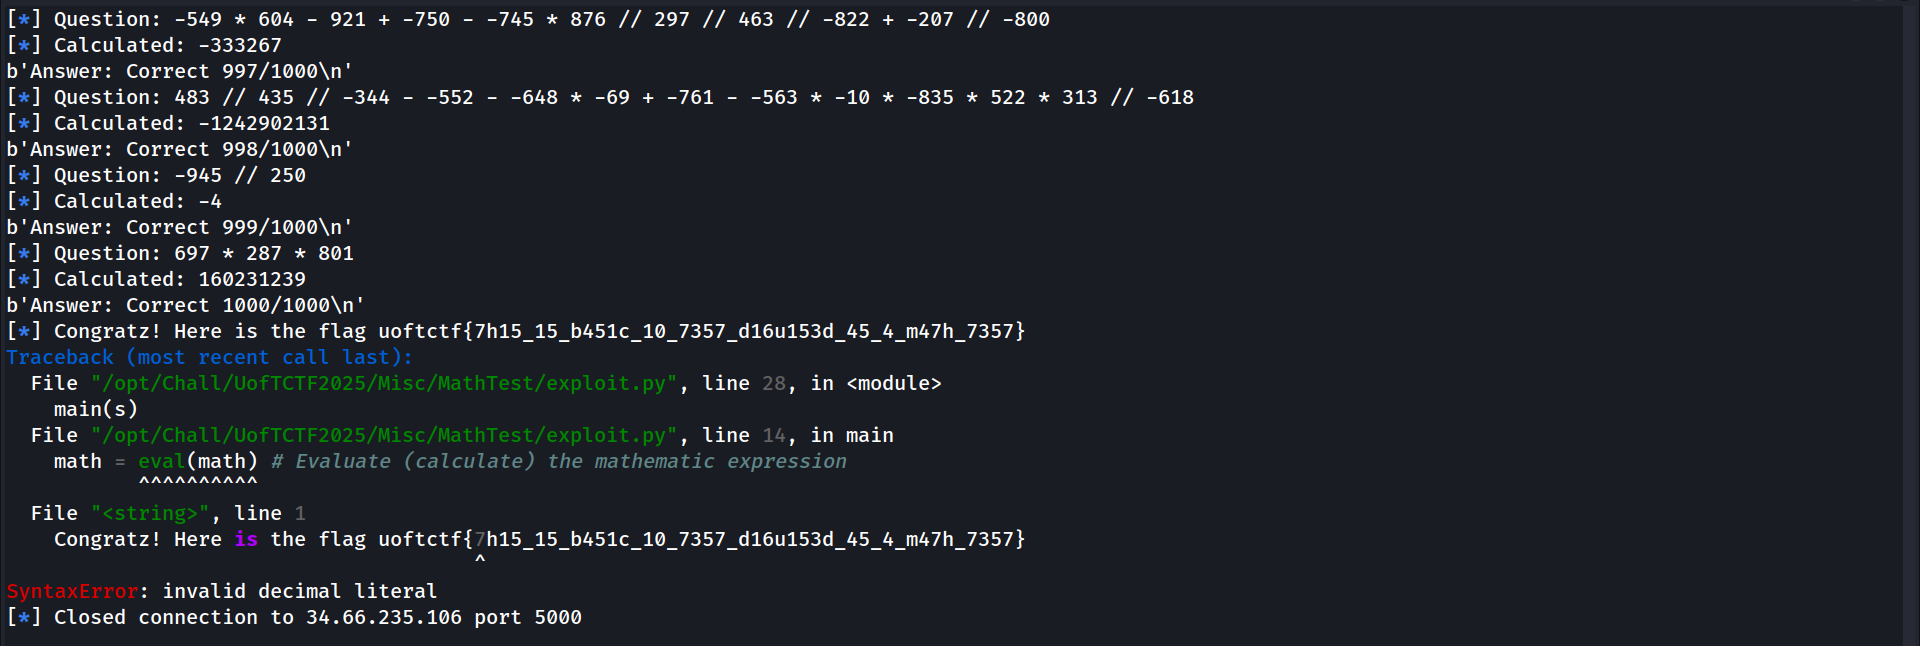 [*] Question: -549 * 604 - 921 + -750 - -745 * 876 // 297 // 463 // -822 + -207 // -800
[*] Calculated: -333267
b'Answer: Correct 997/1000\n'
[*] Question: 483 // 435 // -344 - -552 - -648 * -69 + -761 - -563 * -10 * -835 * 522 * 313 // -618
[*] Calculated: -1242902131
b'Answer: Correct 998/1000\n'
[*] Question: -945 // 250
[*] Calculated: -4
b'Answer: Correct 999/1000\n'
[*] Question: 697 * 287 * 801
[*] Calculated: 160231239
b'Answer: Correct 1000/1000\n'
[*] Congratz! Here is the flag uoftctf{7h15_15_b451c_10_7357_d16u153d_45_4_m47h_7357}
Traceback (most recent call last):
  File "/opt/Chall/UofTCTF2025/Misc/MathTest/exploit.py", line 28, in <module>
    main(s)
  File "/opt/Chall/UofTCTF2025/Misc/MathTest/exploit.py", line 14, in main
    math = eval(math) # Evaluate (calculate) the mathematic expression
           ^^^^^^^^^^
  File "<string>", line 1
    Congratz! Here is the flag uoftctf{7h15_15_b451c_10_7357_d16u153d_45_4_m47h_7357}
                                       ^
SyntaxError: invalid decimal literal
[*] Closed connection to 34.66.235.106 port 5000